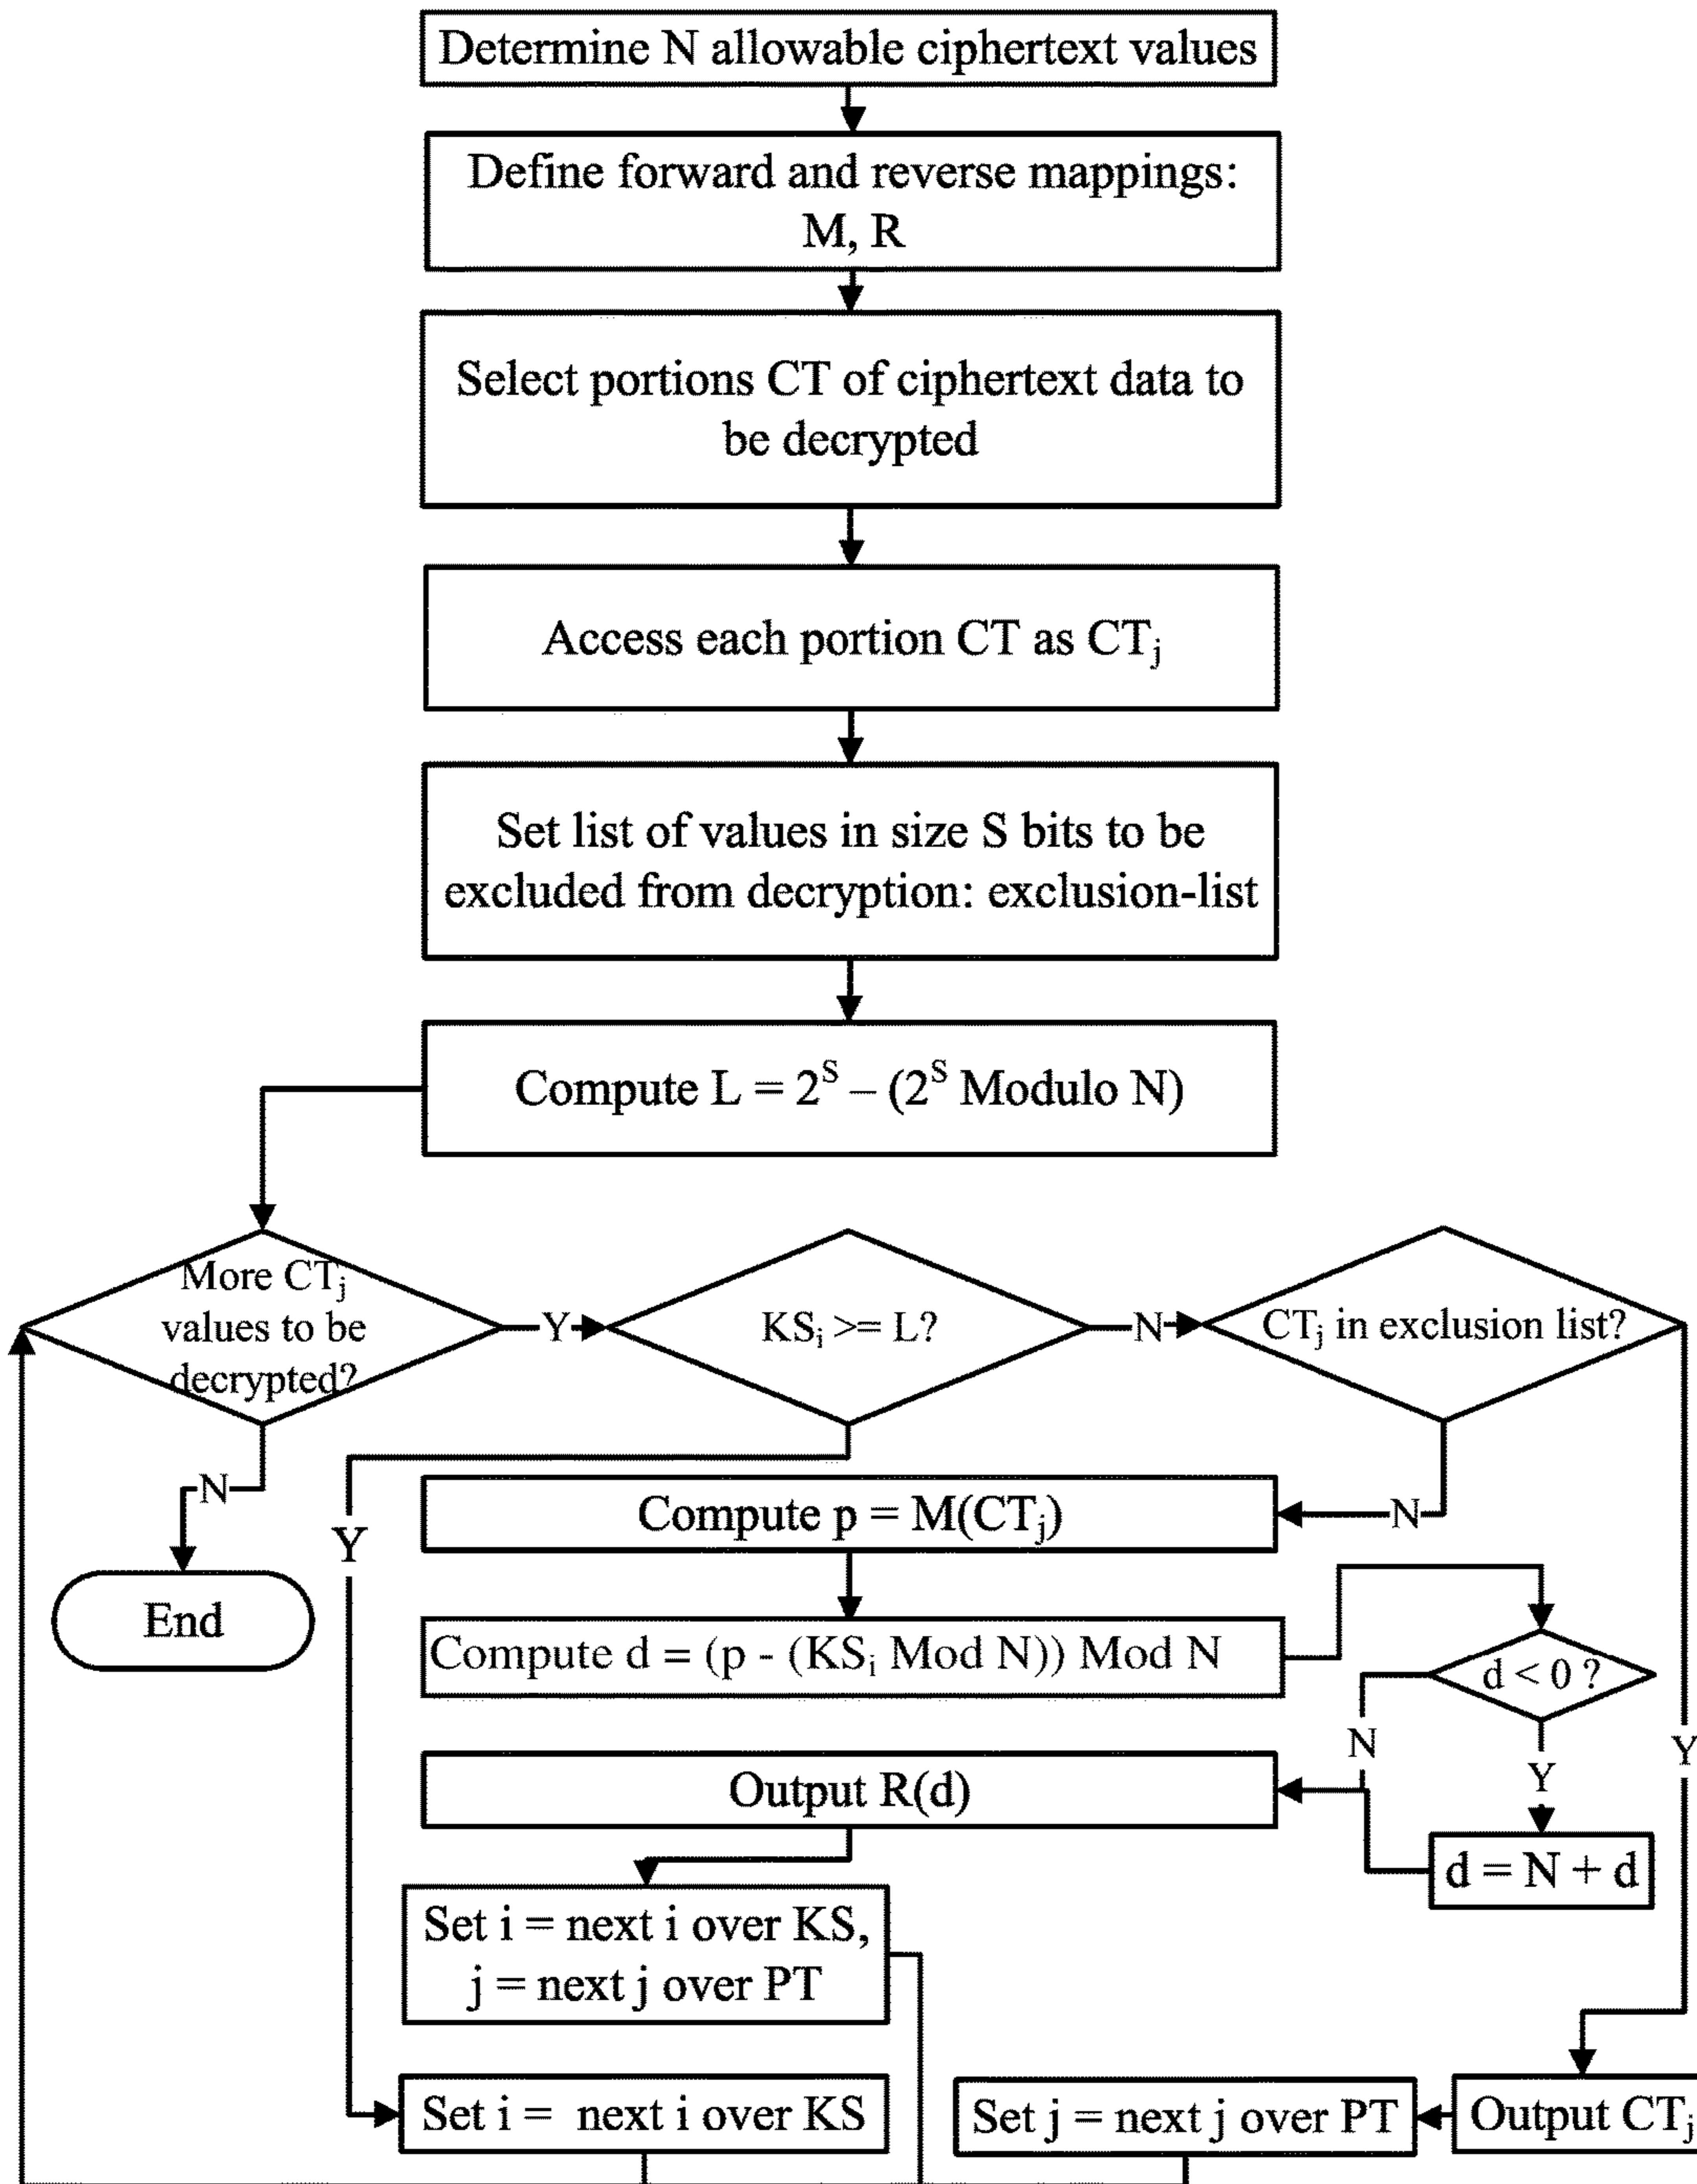 Determine N allowable ciphertext values
Define forward and reverse mappings:
M, R
Select portions CT of ciphertext data to
be decrypted
Access each portion CT as CTⱼ
Set list of values in size S bits to be
excluded from decryption: exclusion-list
Compute L = 2ˢ – (2ˢ Modulo N)
More CTⱼ
values to be
decrypted?
Y
KSᵢ >= L?
N
CTⱼ in exclusion list?
N
Y
Compute p = M(CTⱼ)
N
End
Compute d = (p - (KSᵢ Mod N)) Mod N
d < 0 ?
N
Y
Y
Output R(d)
d = N + d
Set i = next i over KS,
j = next j over PT
Set i = next i over KS
Set j = next j over PT
Output CTⱼ